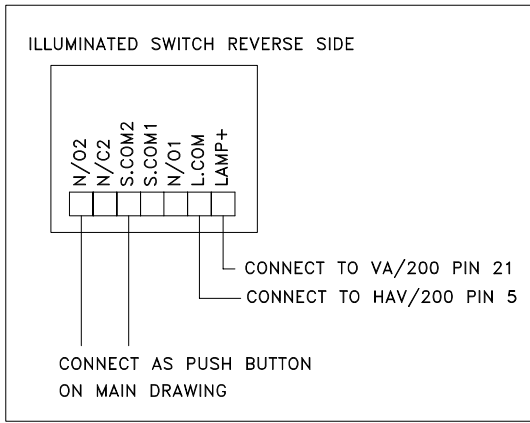 ILLUMINATED SWITCH REVERSE SIDE
N/O2
N/C2
S.COM2
S.COM1
N/O1
L.COM
LAMP+
CONNECT TO VA/200 PIN 21
CONNECT TO HAV/200 PIN 5
CONNECT AS PUSH BUTTON
ON MAIN DRAWING